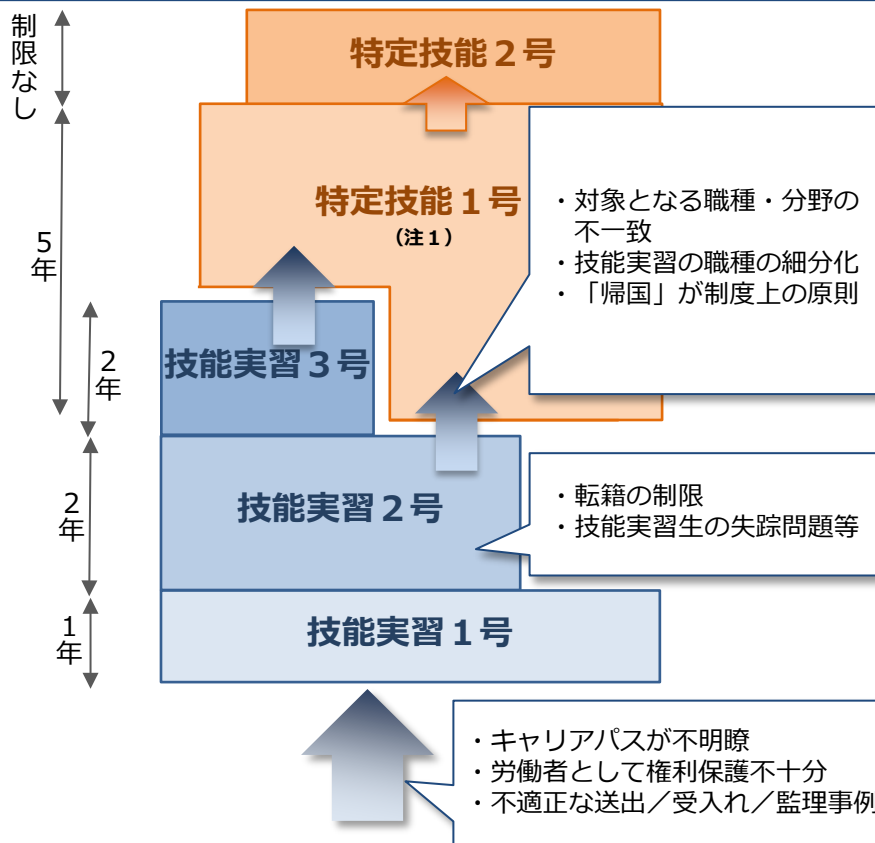 制限なし
特定技能２号
特定技能１号
（注１）
5年
・対象となる職種・分野の
不一致
・技能実習の職種の細分化
・「帰国」が制度上の原則
2年
技能実習３号
2年
技能実習２号
・転籍の制限
・技能実習生の失踪問題等
1年
技能実習１号
・キャリアパスが不明瞭
・労働者として権利保護不十分
・不適正な送出／受入れ／監理事例